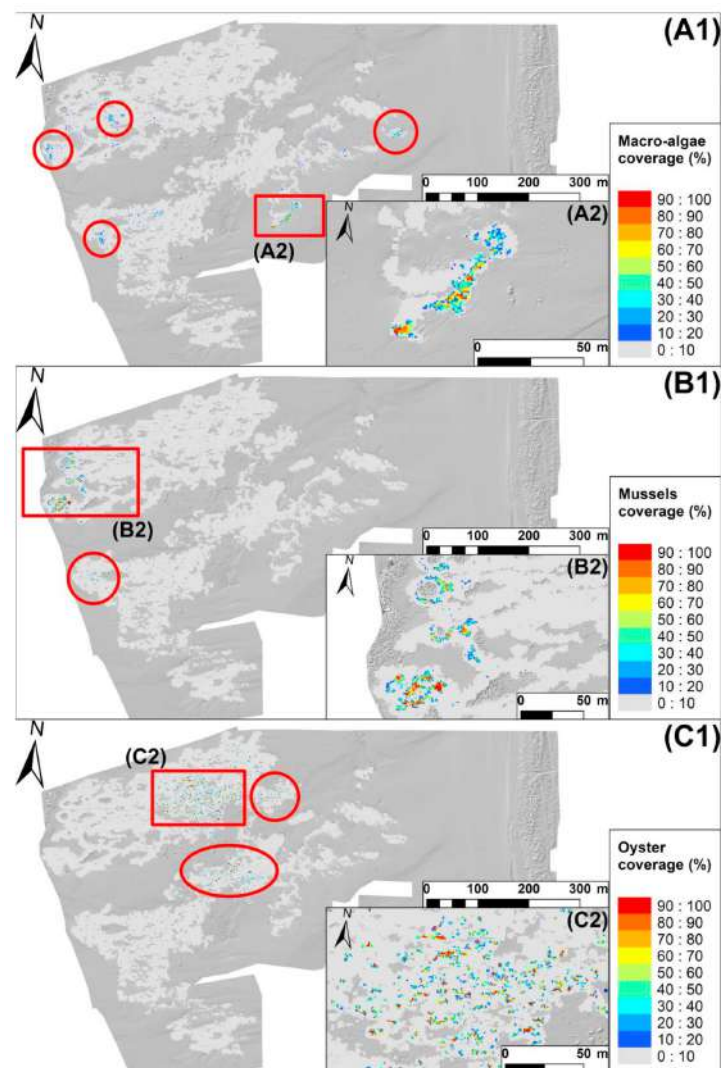 N
(A1)
Macro-algae
coverage (%)
90 : 100
80 : 90
70 : 80
60 : 70
50 : 60
40 : 50
30 : 40
20 : 30
10 : 20
0 : 10
0 100 200 300 m
(A2)
N
(A2)
0 50 m
N
(B1)
(B2)
Mussels
coverage (%)
90 : 100
80 : 90
70 : 80
60 : 70
50 : 60
40 : 50
30 : 40
20 : 30
10 : 20
0 : 10
0 100 200 300 m
N
(B2)
0 50 m
N
(C1)
(C2)
Oyster
coverage (%)
90 : 100
80 : 90
70 : 80
60 : 70
50 : 60
40 : 50
30 : 40
20 : 30
10 : 20
0 : 10
0 100 200 300 m
N
(C2)
0 50 m